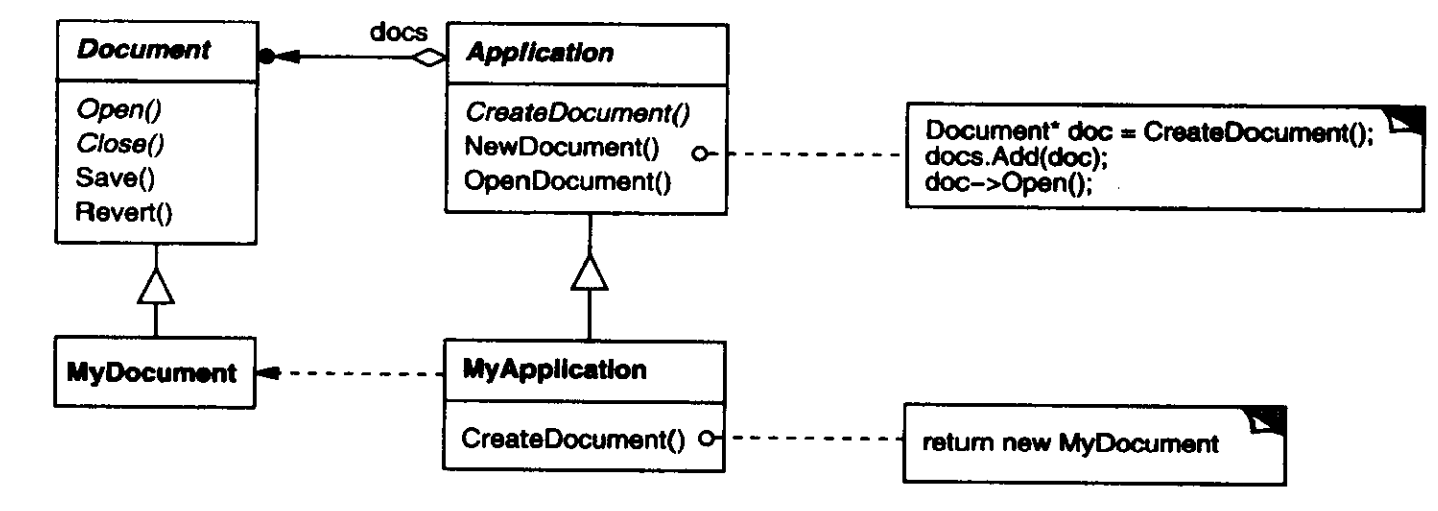 docs
Document
Open()
Close()
Save()
Revert()
Application
CreateDocument()
NewDocument()
OpenDocument()
Document* doc = CreateDocument();
docs.Add(doc);
doc->Open();
MyDocument
MyApplication
CreateDocument()
return new MyDocument